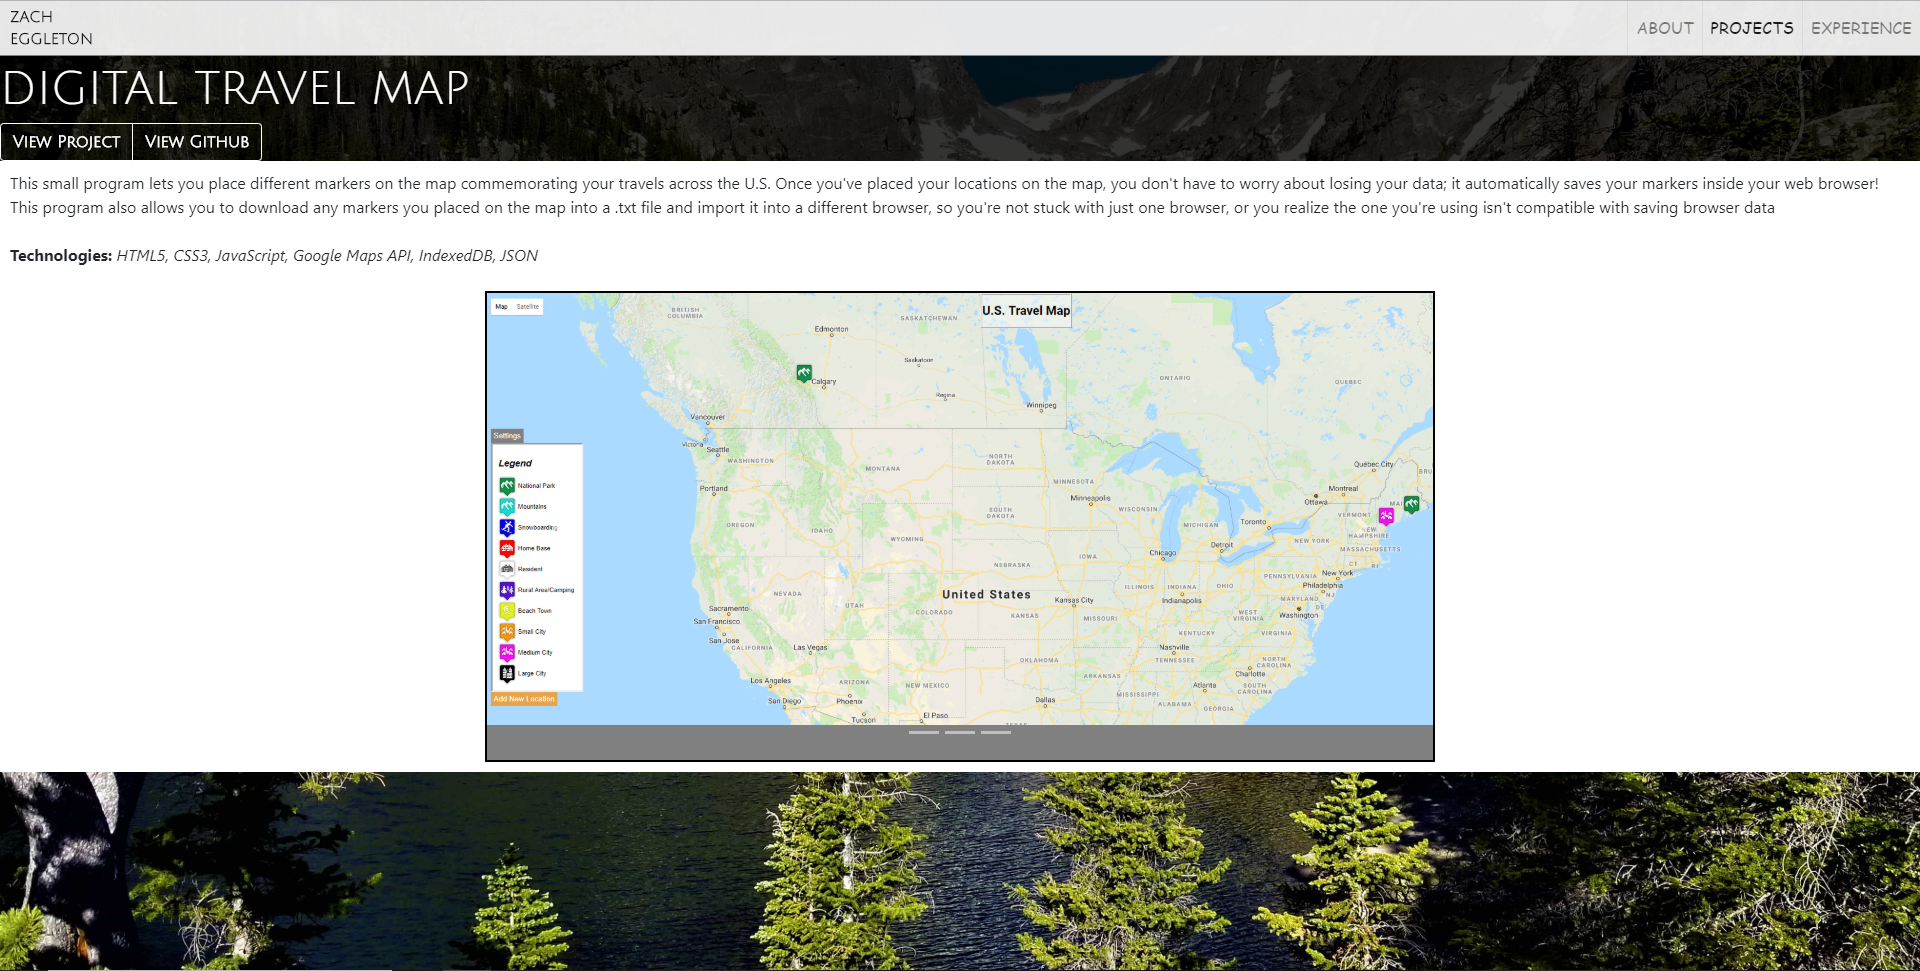 ZACH
EGGLETON
ABOUT
PROJECTS
EXPERIENCE
DIGITAL TRAVEL MAP
VIEW PROJECT
VIEW GITHUB
This small program lets you place different markers on the map commemorating your travels across the U.S. Once you've placed your locations on the map, you don't have to worry about losing your data; it automatically saves your markers inside your web browser!
This program also allows you to download any markers you placed on the map into a .txt file and import it into a different browser, so you're not stuck with just one browser, or you realize the one you're using isn't compatible with saving browser data
Technologies: HTML5, CSS3, JavaScript, Google Maps API, IndexedDB, JSON
Map
Satellite
U.S. Travel Map
BRITISH
COLUMBIA
SASKATCHEWAN
Edmonton
Saskatoon
Calgary
ONTARIO
QUEBEC
Regina
Winnipeg
Vancouver
Victoria
Seattle
WASHINGTON
MONTANA
NORTH
DAKOTA
Québec City
BRU
MINNESOTA
Montreal
Portland
Minneapolis
Ottawa
MAI
SOUTH
DAKOTA
WISCONSIN
VERMONT
OREGON
IDAHO
MICHIGAN
Toronto
NEW
HAMPSHIRE
WYOMING
NEW YORK
MASSACHUSETTS
IOWA
Chicago
Detroit
CT
RI
NEBRASKA
PENNSYLVANIA
New York
ILLINOIS
INDIANA
OHIO
Philadelphia
NEVADA
United States
NJ
UTAH
COLORADO
Kansas City
Indianapolis
MARYLAND
DE
Sacramento
KANSAS
MISSOURI
WEST
VIRGINIA
Washington
San Francisco
San Jose
CALIFORNIA
Las Vegas
KENTUCKY
VIRGINIA
Nashville
TENNESSEE
OKLAHOMA
NORTH
CAROLINA
Charlotte
Los Angeles
ARIZONA
NEW MEXICO
ARKANSAS
Atlanta
SOUTH
CAROLINA
MISSISSIPPI
San Diego
Phoenix
Dallas
ALABAMA
GEORGIA
Tucson
El Paso
TEXAS
Settings
Legend
National Park
Mountains
Snowboarding
Home Base
Resident
Rural Area/Camping
Beach Town
Small City
Medium City
Large City
Add New Location